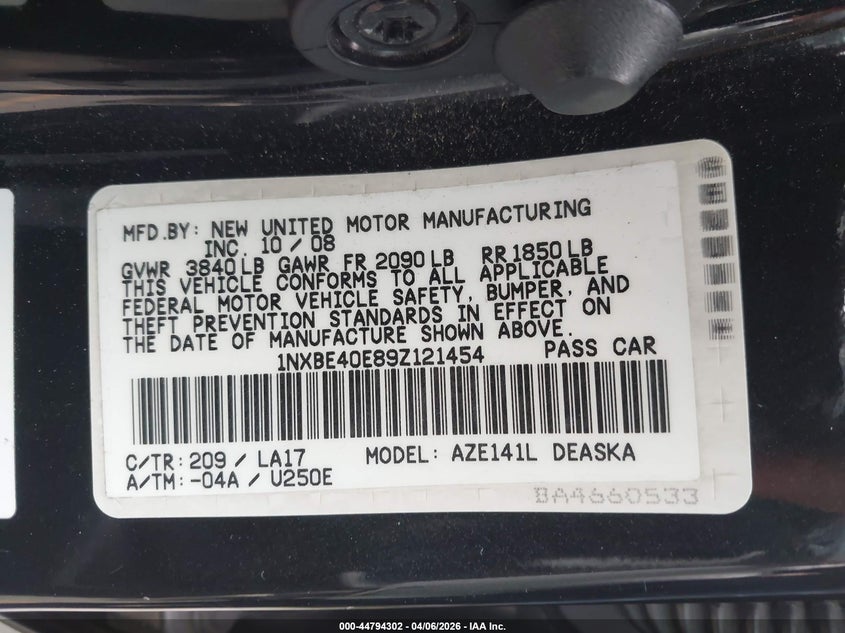 MFD.BY: NEW UNITED MOTOR MANUFACTURING
INC. 10 / 08
GVWR 3840 LB GAWR FR 2090 LB RR 1850 LB
THIS VEHICLE CONFORMS TO ALL APPLICABLE
FEDERAL MOTOR VEHICLE SAFETY, BUMPER, AND
THEFT PREVENTION STANDARDS IN EFFECT ON
THE DATE OF MANUFACTURE SHOWN ABOVE.
1NXBE40E89Z121454 PASS CAR
C/TR: 209 / LA17 MODEL: AZE141L DEASKA
A/TM: -04A / U250E
BA4660533
000-44794302 - 04/06/2026 - IAA Inc.